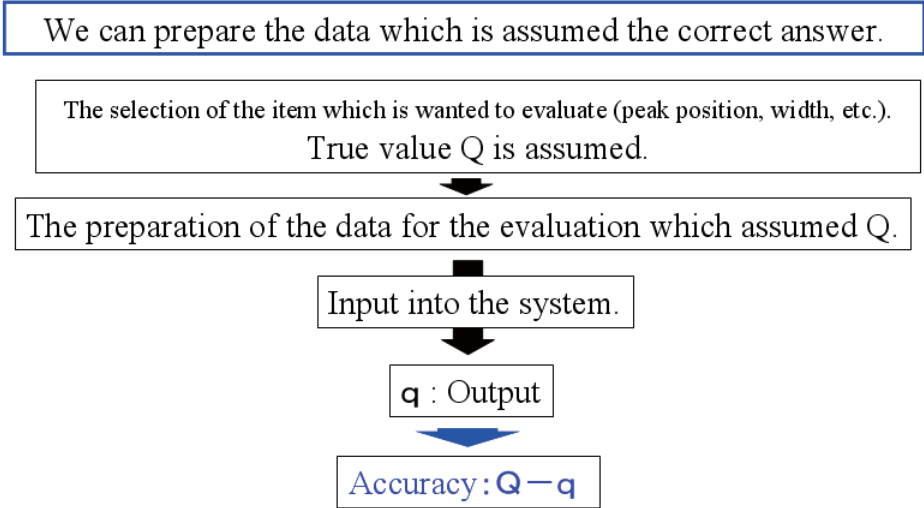 We can prepare the data which is assumed the correct answer.
The selection of the item which is wanted to evaluate (peak position, width, etc.).
True value Q is assumed.
The preparation of the data for the evaluation which assumed Q.
Input into the system.
q : Output
Accuracy : Q－q